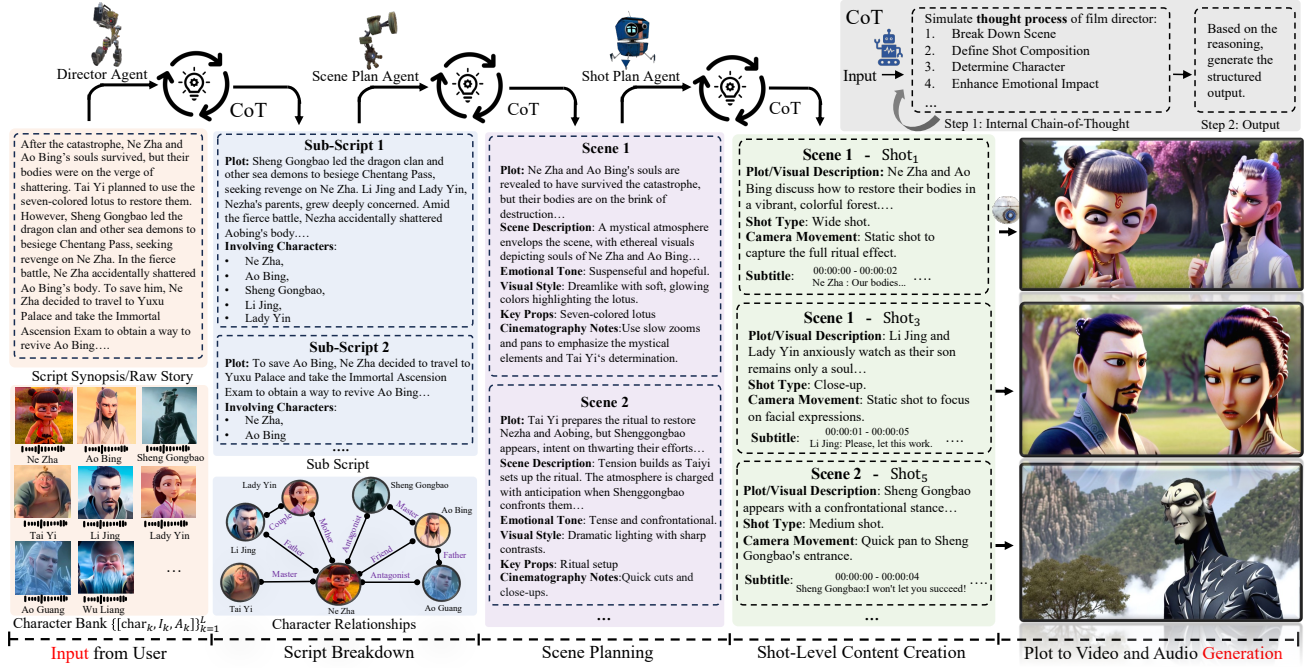 Director Agent
CoT
Scene Plan Agent
CoT
Shot Plan Agent
CoT
CoT
Input
Simulate thought process of film director:
1. Break Down Scene
2. Define Shot Composition
3. Determine Character
4. Enhance Emotional Impact
…
Step 1: Internal Chain-of-Thought
Based on the
reasoning,
generate the
structured
output.
Step 2: Output
After the catastrophe, Ne Zha and
Ao Bing's souls survived, but their
bodies were on the verge of
shattering. Tai Yi planned to use the
seven-colored lotus to restore them.
However, Sheng Gongbao led the
dragon clan and other sea demons to
besiege Chentang Pass, seeking
revenge on Ne Zha. In the fierce
battle, Ne Zha accidentally shattered
Ao Bing's body. To save him, Ne
Zha decided to travel to Yuxu
Palace and take the Immortal
Ascension Exam to obtain a way to
revive Ao Bing….
Script Synopsis/Raw Story
Ne Zha
Ao Bing
Sheng Gongbao
Tai Yi
Li Jing
Lady Yin
Ao Guang
Wu Liang
…
Character Bank {[char_k, I_k, A_k]}_{k=1}^L
Input from User
Sub-Script 1
Plot: Sheng Gongbao led the dragon clan and
other sea demons to besiege Chentang Pass,
seeking revenge on Ne Zha. Li Jing and Lady Yin,
Nezha's parents, grew deeply concerned. Amid
the fierce battle, Nezha accidentally shattered
Aobing's body.…
Involving Characters:
• Ne Zha,
• Ao Bing,
• Sheng Gongbao,
• Li Jing,
• Lady Yin
Sub-Script 2
Plot: To save Ao Bing, Ne Zha decided to travel to
Yuxu Palace and take the Immortal Ascension
Exam to obtain a way to revive Ao Bing…
Involving Characters:
• Ne Zha,
• Ao Bing
….
Sub Script
Lady Yin
Sheng Gongbao
Ao Bing
Li Jing
Tai Yi
Ne Zha
Ao Guang
Couple
Mother
Father
Master
Antagonist
Master
Friend
Father
Antagonist
Character Relationships
Script Breakdown
Scene 1
Plot: Ne Zha and Ao Bing's souls are
revealed to have survived the catastrophe,
but their bodies are on the brink of
destruction…
Scene Description: A mystical atmosphere
envelops the scene, with ethereal visuals
depicting souls of Ne Zha and Ao Bing…
Emotional Tone: Suspenseful and hopeful.
Visual Style: Dreamlike with soft, glowing
colors highlighting the lotus.
Key Props: Seven-colored lotus
Cinematography Notes:Use slow zooms
and pans to emphasize the mystical
elements and Tai Yi's determination.
Scene 2
Plot: Tai Yi prepares the ritual to restore
Nezha and Aobing, but Shenggongbao
appears, intent on thwarting their efforts…
Scene Description: Tension builds as Taiyi
sets up the ritual. The atmosphere is charged
with anticipation when Shenggongbao
confronts them…
Emotional Tone: Tense and confrontational.
Visual Style: Dramatic lighting with sharp
contrasts.
Key Props: Ritual setup
Cinematography Notes:Quick cuts and
close-ups.
…
Scene Planning
Scene 1 - Shot₁
Plot/Visual Description: Ne Zha and Ao
Bing discuss how to restore their bodies in
a vibrant, colorful forest….
Shot Type: Wide shot.
Camera Movement: Static shot to
capture the full ritual effect.
Subtitle: 00:00:00 - 00:00:02 ….
Ne Zha : Our bodies...
Scene 1 - Shot₃
Plot/Visual Description: Li Jing and
Lady Yin anxiously watch as their son
remains only a soul…
Shot Type: Close-up.
Camera Movement: Static shot to focus
on facial expressions.
Subtitle: 00:00:01 - 00:00:05 ….
Li Jing: Please, let this work.
Scene 2 - Shot₅
Plot/Visual Description: Sheng Gongbao
appears with a confrontational stance…
Shot Type: Medium shot.
Camera Movement: Quick pan to Sheng
Gongbao's entrance.
Subtitle: 00:00:00 - 00:00:04 ….
Sheng Gongbao:I won't let you succeed!
…
Shot-Level Content Creation
Plot to Video and Audio Generation